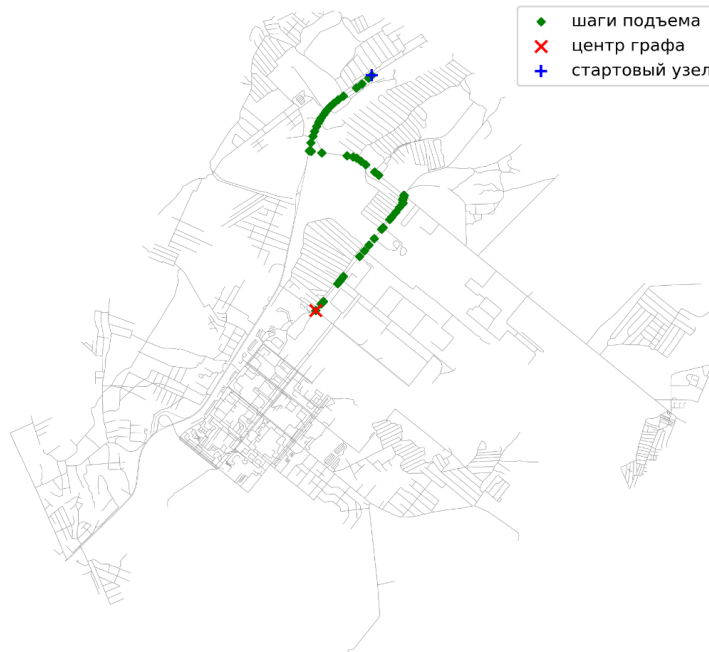 шаги подъема
центр графа
стартовый узел